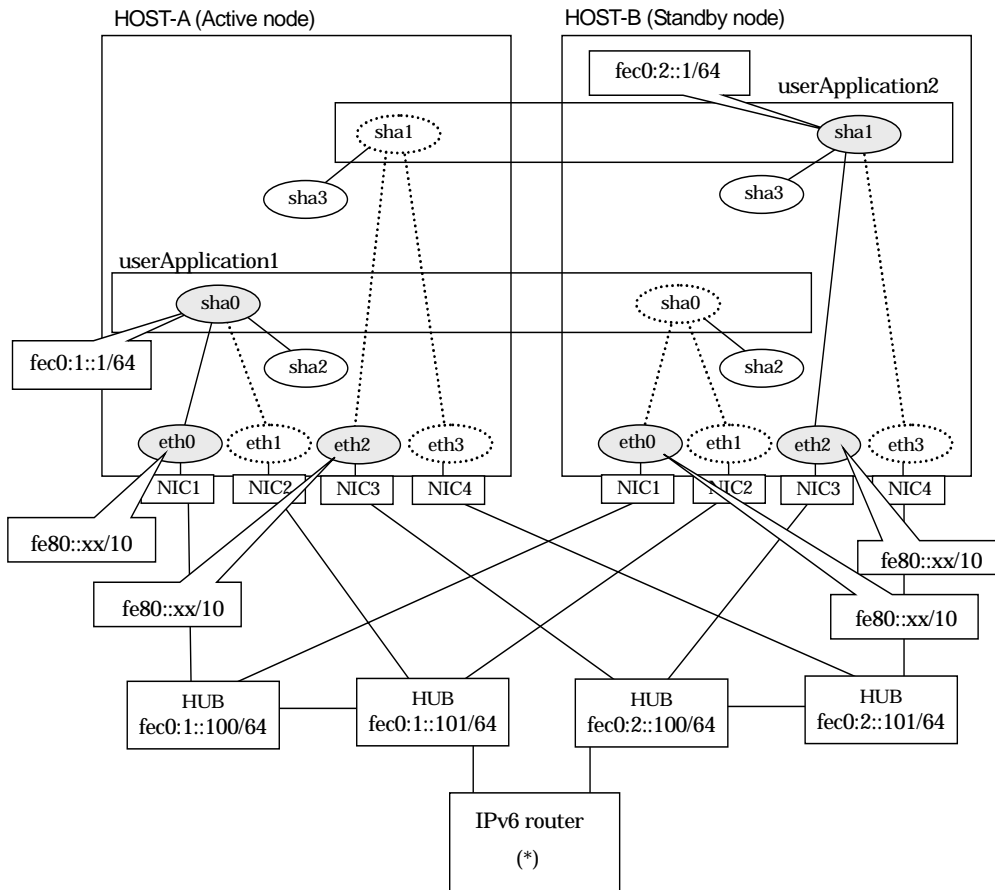 HOST-A (Active node)
HOST-B (Standby node)
fec0:2::1/64
userApplication2
sha1
sha1
sha3
sha3
userApplication1
sha0
sha0
fec0:1::1/64
sha2
sha2
eth0
eth1
eth2
eth3
eth0
eth1
eth2
eth3
NIC1
NIC2
NIC3
NIC4
NIC1
NIC2
NIC3
NIC4
fe80::xx/10
fe80::xx/10
fe80::xx/10
fe80::xx/10
HUB
fec0:1::100/64
HUB
fec0:1::101/64
HUB
fec0:2::100/64
HUB
fec0:2::101/64
IPv6 router
(*)